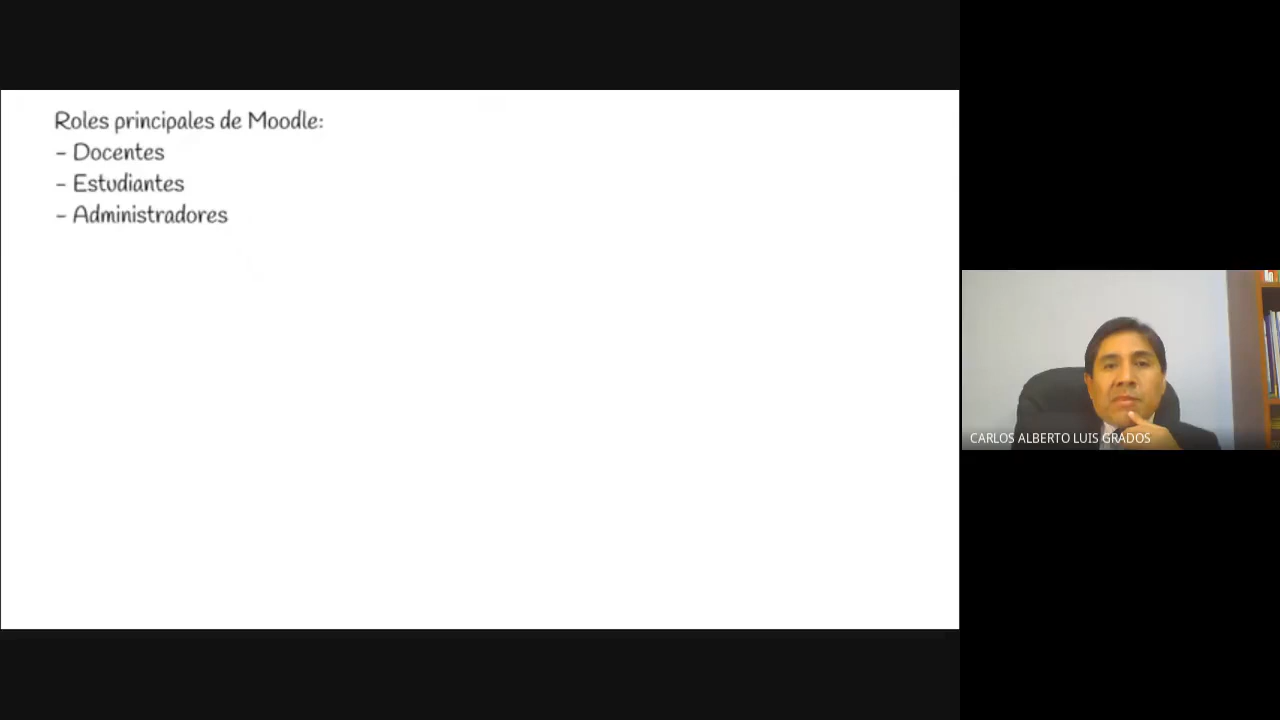 Roles principales de Moodle:
- Docentes
- Estudiantes
- Administradores
CARLOS ALBERTO LUIS GRADOS